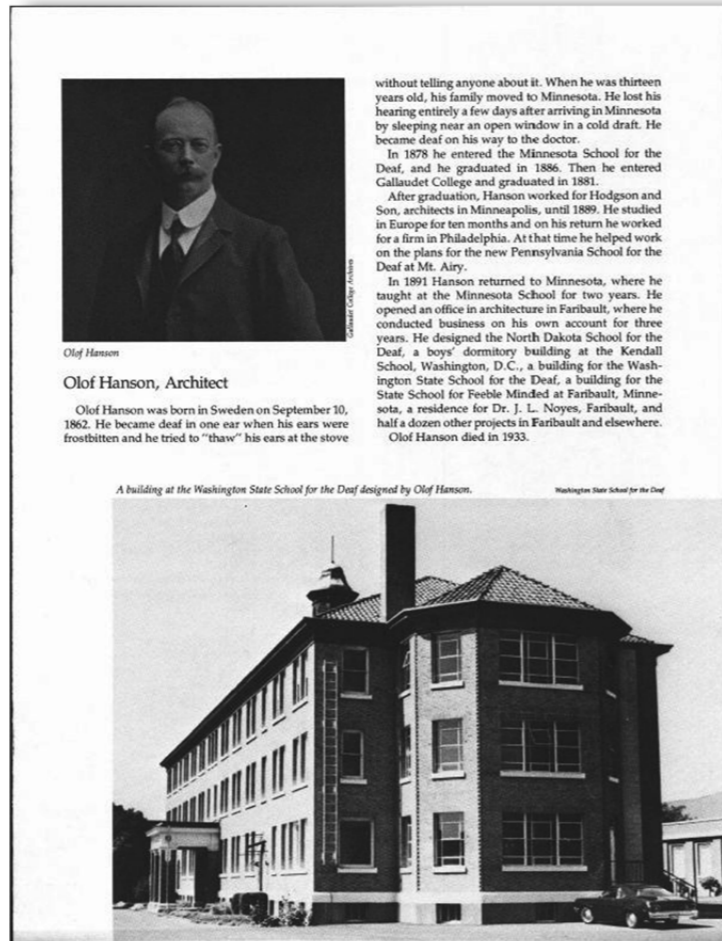 Gallaudet College Archives
Olof Hanson
Olof Hanson, Architect
Olof Hanson was born in Sweden on September 10,
1862. He became deaf in one ear when his ears were
frostbitten and he tried to "thaw" his ears at the stove
without telling anyone about it. When he was thirteen
years old, his family moved to Minnesota. He lost his
hearing entirely a few days after arriving in Minnesota
by sleeping near an open window in a cold draft. He
became deaf on his way to the doctor.
In 1878 he entered the Minnesota School for the
Deaf, and he graduated in 1886. Then he entered
Gallaudet College and graduated in 1881.
After graduation, Hanson worked for Hodgson and
Son, architects in Minneapolis, until 1889. He studied
in Europe for ten months and on his return he worked
for a firm in Philadelphia. At that time he helped work
on the plans for the new Pennsylvania School for the
Deaf at Mt. Airy.
In 1891 Hanson returned to Minnesota, where he
taught at the Minnesota School for two years. He
opened an office in architecture in Faribault, where he
conducted business on his own account for three
years. He designed the North Dakota School for the
Deaf, a boys' dormitory building at the Kendall
School, Washington, D.C., a building for the Wash-
ington State School for the Deaf, a building for the
State School for Feeble Minded at Faribault, Minne-
sota, a residence for Dr. J. L. Noyes, Faribault, and
half a dozen other projects in Faribault and elsewhere.
Olof Hanson died in 1933.
A building at the Washington State School for the Deaf designed by Olof Hanson.
Washington State School for the Deaf